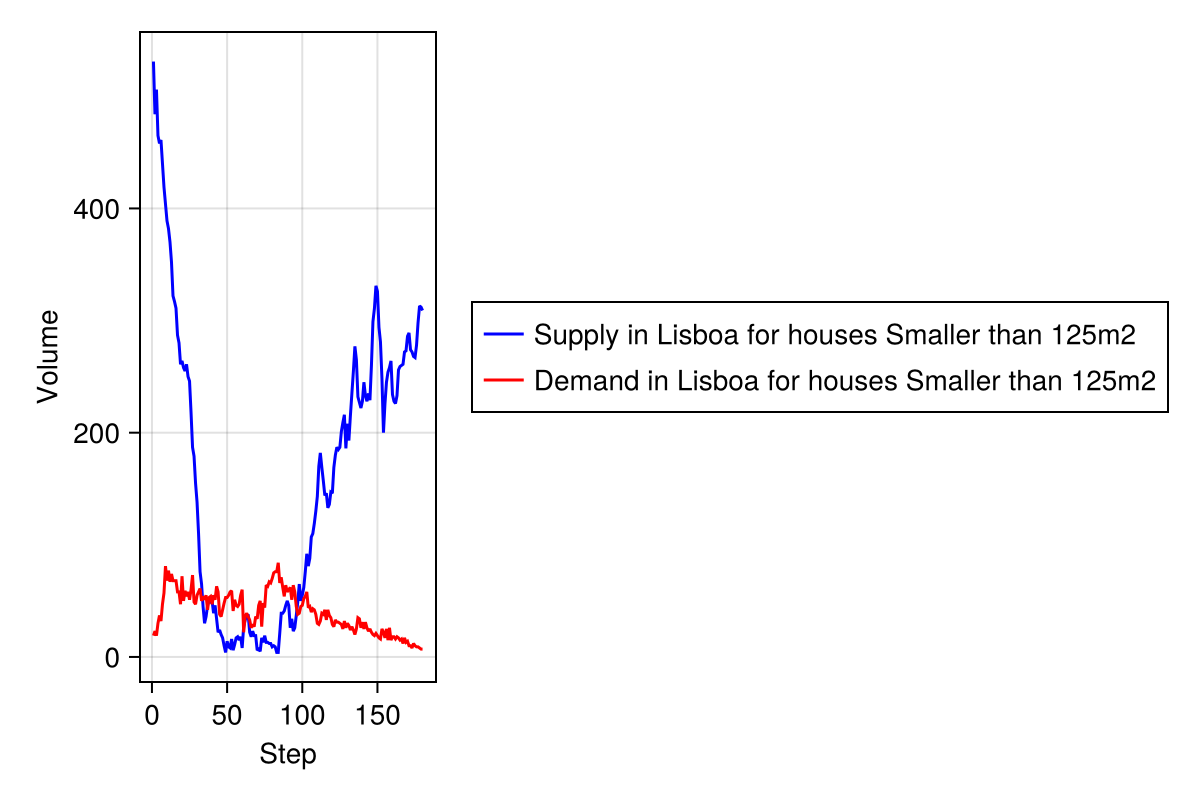 Volume
400
200
0
0 50 100 150
Step
Supply in Lisboa for houses Smaller than 125m2
Demand in Lisboa for houses Smaller than 125m2